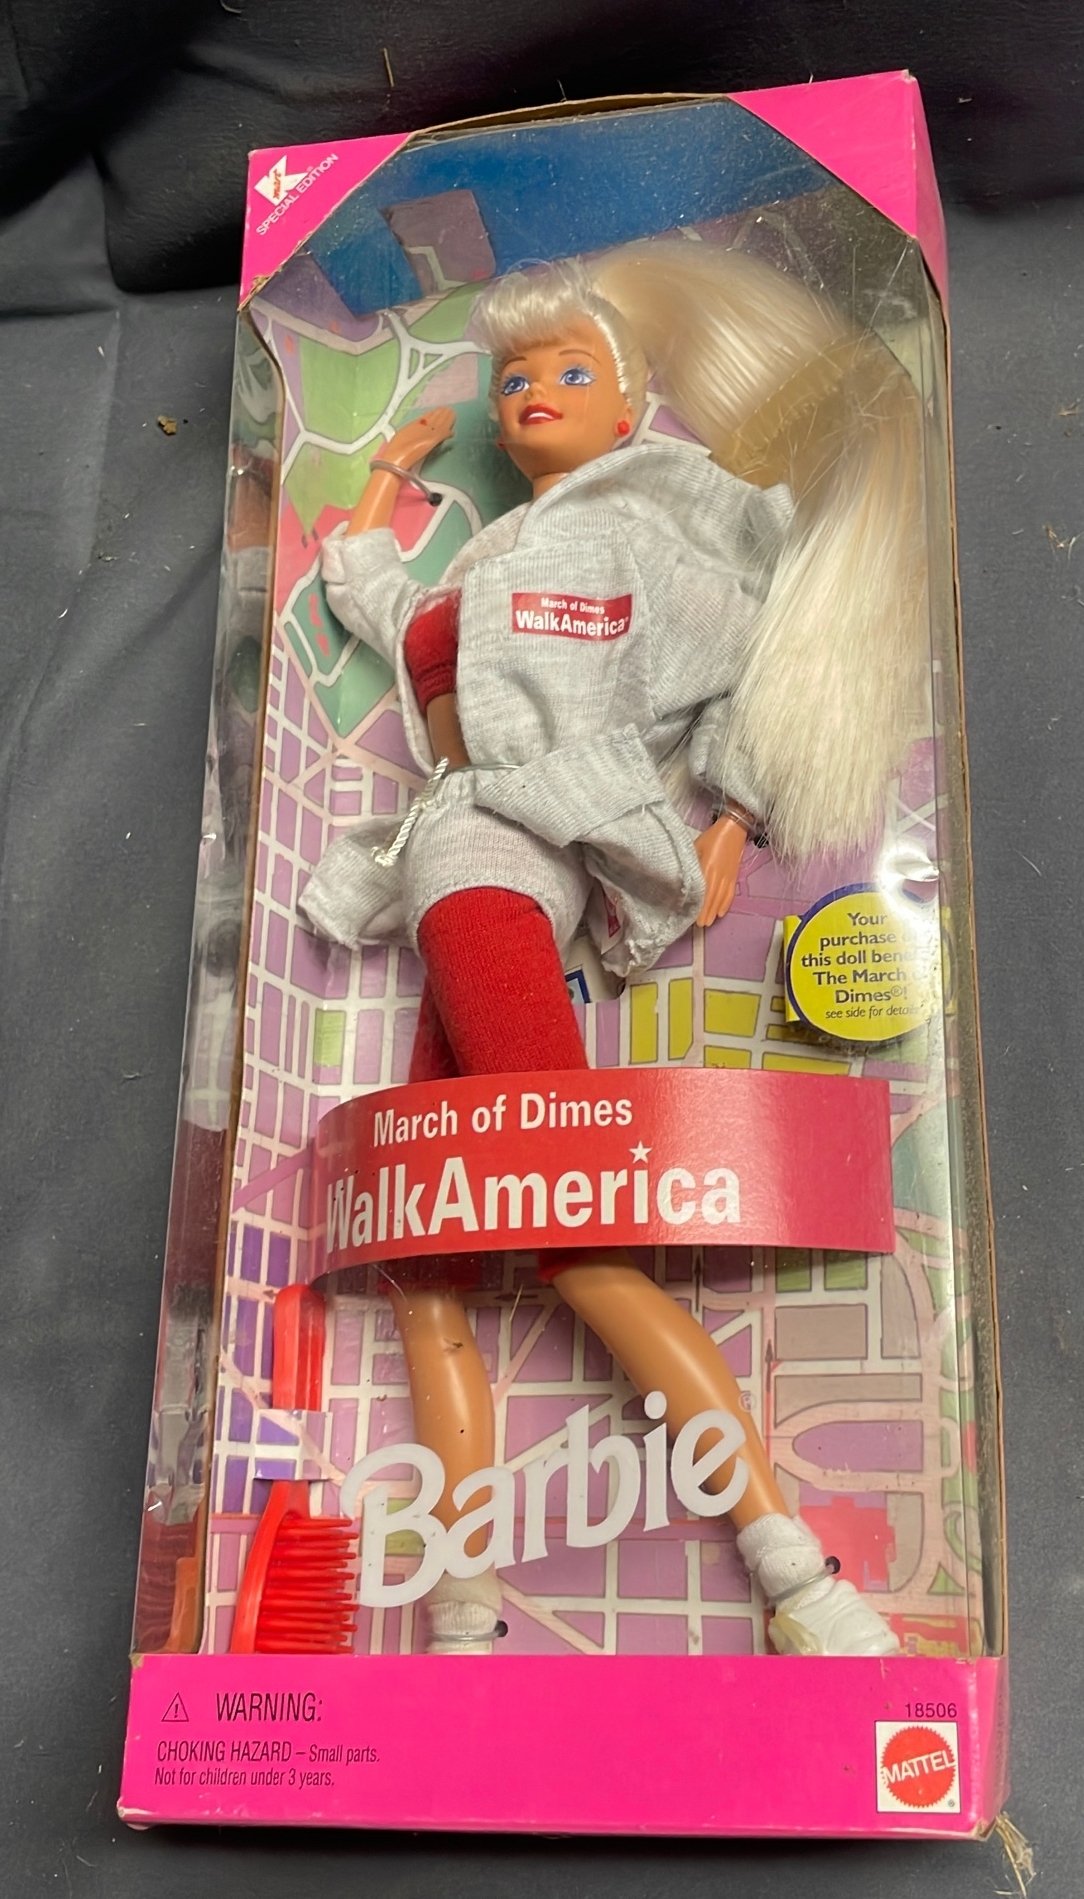 K
mart
SPECIAL EDITION
March of Dimes
WalkAmerica
Your
purchase
this doll
The March
Dimes®!
see side for
March of Dimes
WalkAmerica
Barbie®
WARNING:
CHOKING HAZARD – Small parts.
Not for children under 3 years.
18506
MATTEL®